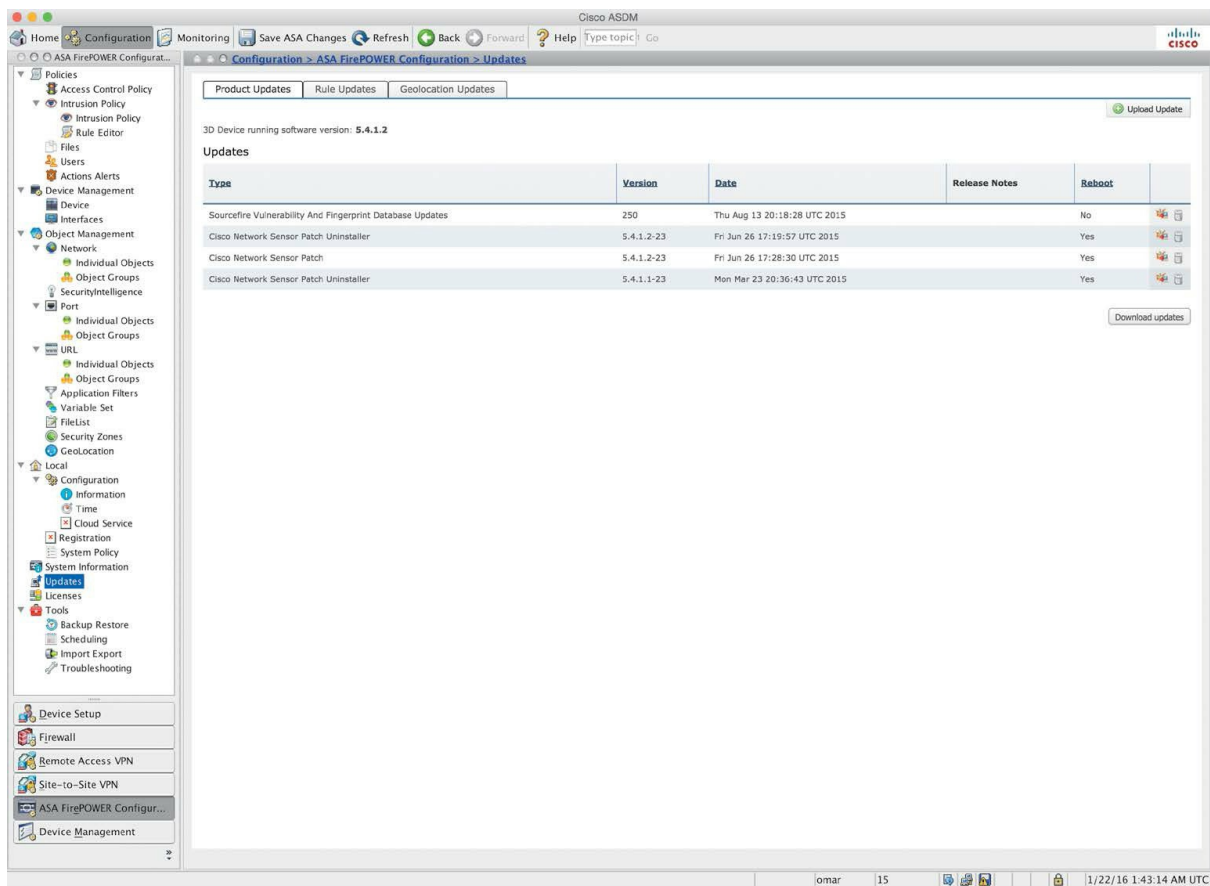 Cisco ASDM
Home Configuration Monitoring Save ASA Changes Refresh Back Forward Help Type topic t Go
CISCO
ASA FirePOWER Configurat...
Configuration > ASA FirePOWER Configuration > Updates
Policies
Access Control Policy
Intrusion Policy
Intrusion Policy
Rule Editor
Files
Users
Actions Alerts
Device Management
Device
Interfaces
Object Management
Network
Individual Objects
Object Groups
SecurityIntelligence
Port
Individual Objects
Object Groups
URL
Individual Objects
Object Groups
Application Filters
Variable Set
FileList
Security Zones
GeoLocation
Local
Configuration
Information
Time
Cloud Service
Registration
System Policy
System Information
Updates
Licenses
Tools
Backup Restore
Scheduling
Import Export
Troubleshooting
Device Setup
Firewall
Remote Access VPN
Site-to-Site VPN
ASA FirePOWER Configur...
Device Management
Product Updates Rule Updates Geolocation Updates
Upload Update
3D Device running software version: 5.4.1.2
Updates
Type Version Date Release Notes Reboot
Sourcefire Vulnerability And Fingerprint Database Updates 250 Thu Aug 13 20:18:28 UTC 2015 No
Cisco Network Sensor Patch Uninstaller 5.4.1.2-23 Fri Jun 26 17:19:57 UTC 2015 Yes
Cisco Network Sensor Patch 5.4.1.2-23 Fri Jun 26 17:28:30 UTC 2015 Yes
Cisco Network Sensor Patch Uninstaller 5.4.1.1-23 Mon Mar 23 20:36:43 UTC 2015 Yes
Download updates
omar 15 1/22/16 1:43:14 AM UTC